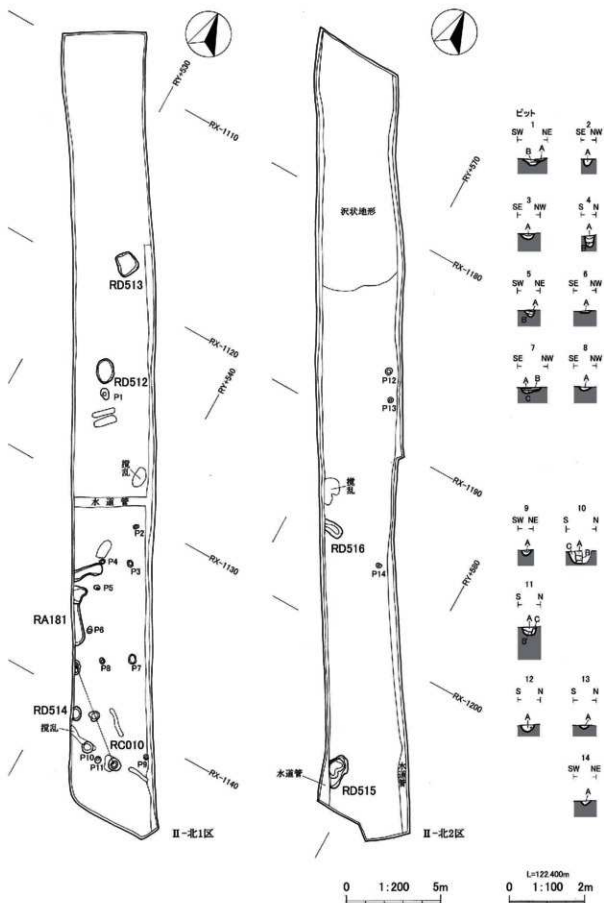 RY+530
RX-1110
RD513
RX-1120
RD512
P1
RY+540
撹乱
水道管
P2
P4
P3
RX-1130
P5
RA181
P6
P8
P7
RD514
撹乱
RC010
P10
P11
P9
RX-1140
Ⅱ-北1区
沢状地形
RY+570
RX-1180
P12
P13
RX-1190
撹乱
RD516
P14
RY+580
RX-1200
水道管
RD515
Ⅱ-北2区
ピット
1
SW NE
B A
2
SE NW
A
3
SE NW
A
4
S N
A
5
SW NE
A
B
6
SE NW
A
7
SE NW
A B
C
8
SE NW
A
9
SW NE
A
10
S N
C A B
11
S N
A C
B
12
S N
A
13
S N
A
14
SW NE
A
L=122.400m
0 1:200 5m
0 1:100 2m